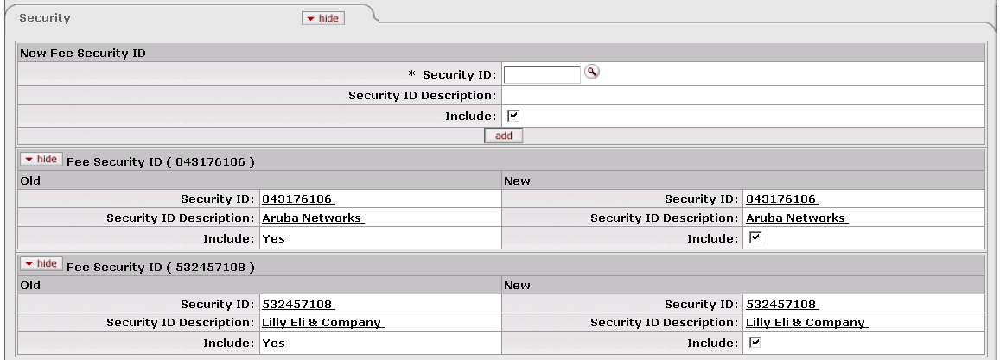 Security hide
New Fee Security ID
* Security ID:
Security ID Description:
Include:
add
hide Fee Security ID ( 043176106 )
Old New
Security ID: 043176106 Security ID: 043176106
Security ID Description: Aruba Networks Security ID Description: Aruba Networks
Include: Yes Include:
hide Fee Security ID ( 532457108 )
Old New
Security ID: 532457108 Security ID: 532457108
Security ID Description: Lilly Eli & Company Security ID Description: Lilly Eli & Company
Include: Yes Include: